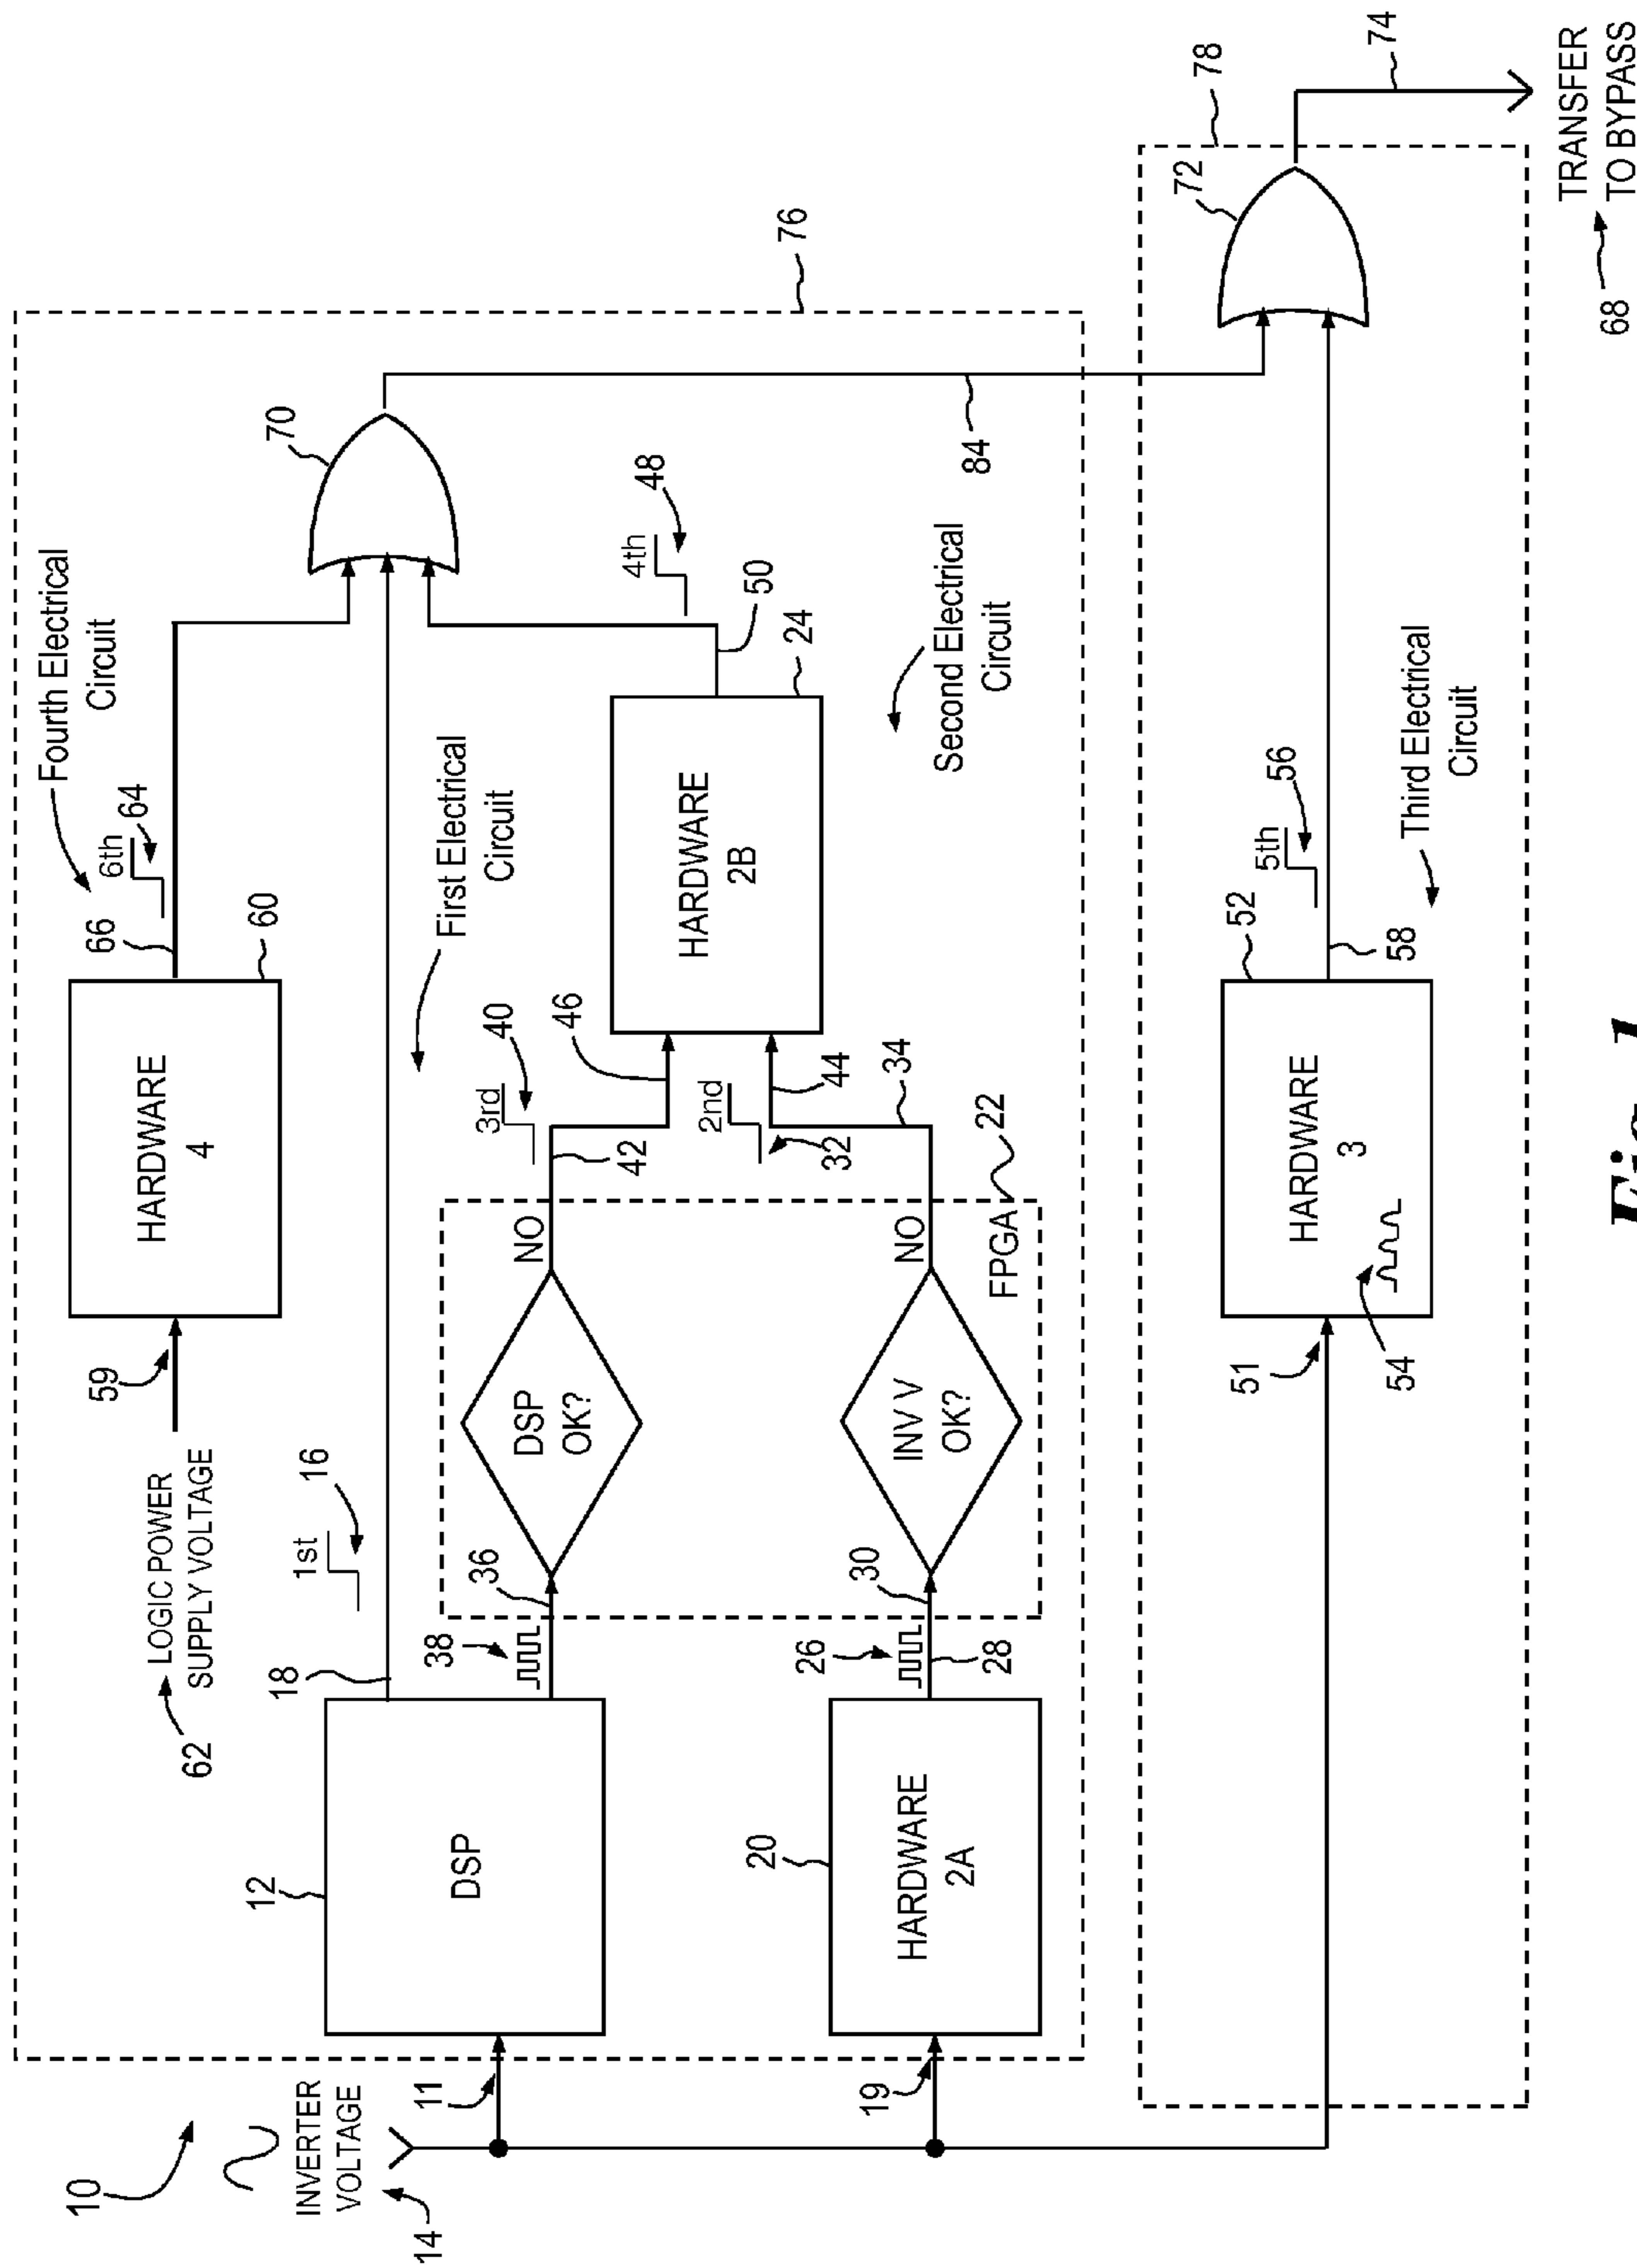 10
INVERTER
VOLTAGE
14
11
19
12
DSP
18
62
LOGIC POWER
SUPPLY VOLTAGE
59
1st
16
HARDWARE
4
60
66
6th
64
Fourth Electrical
Circuit
First Electrical
Circuit
38
36
DSP
OK?
NO
42
3rd
40
46
20
HARDWARE
2A
26
28
30
INV V
OK?
NO
FPGA
22
32
2nd
34
44
HARDWARE
2B
24
50
4th
48
Second Electrical
Circuit
70
84
76
51
HARDWARE
3
54
52
58
5th
56
Third Electrical
Circuit
72
78
74
68
TRANSFER
TO BYPASS